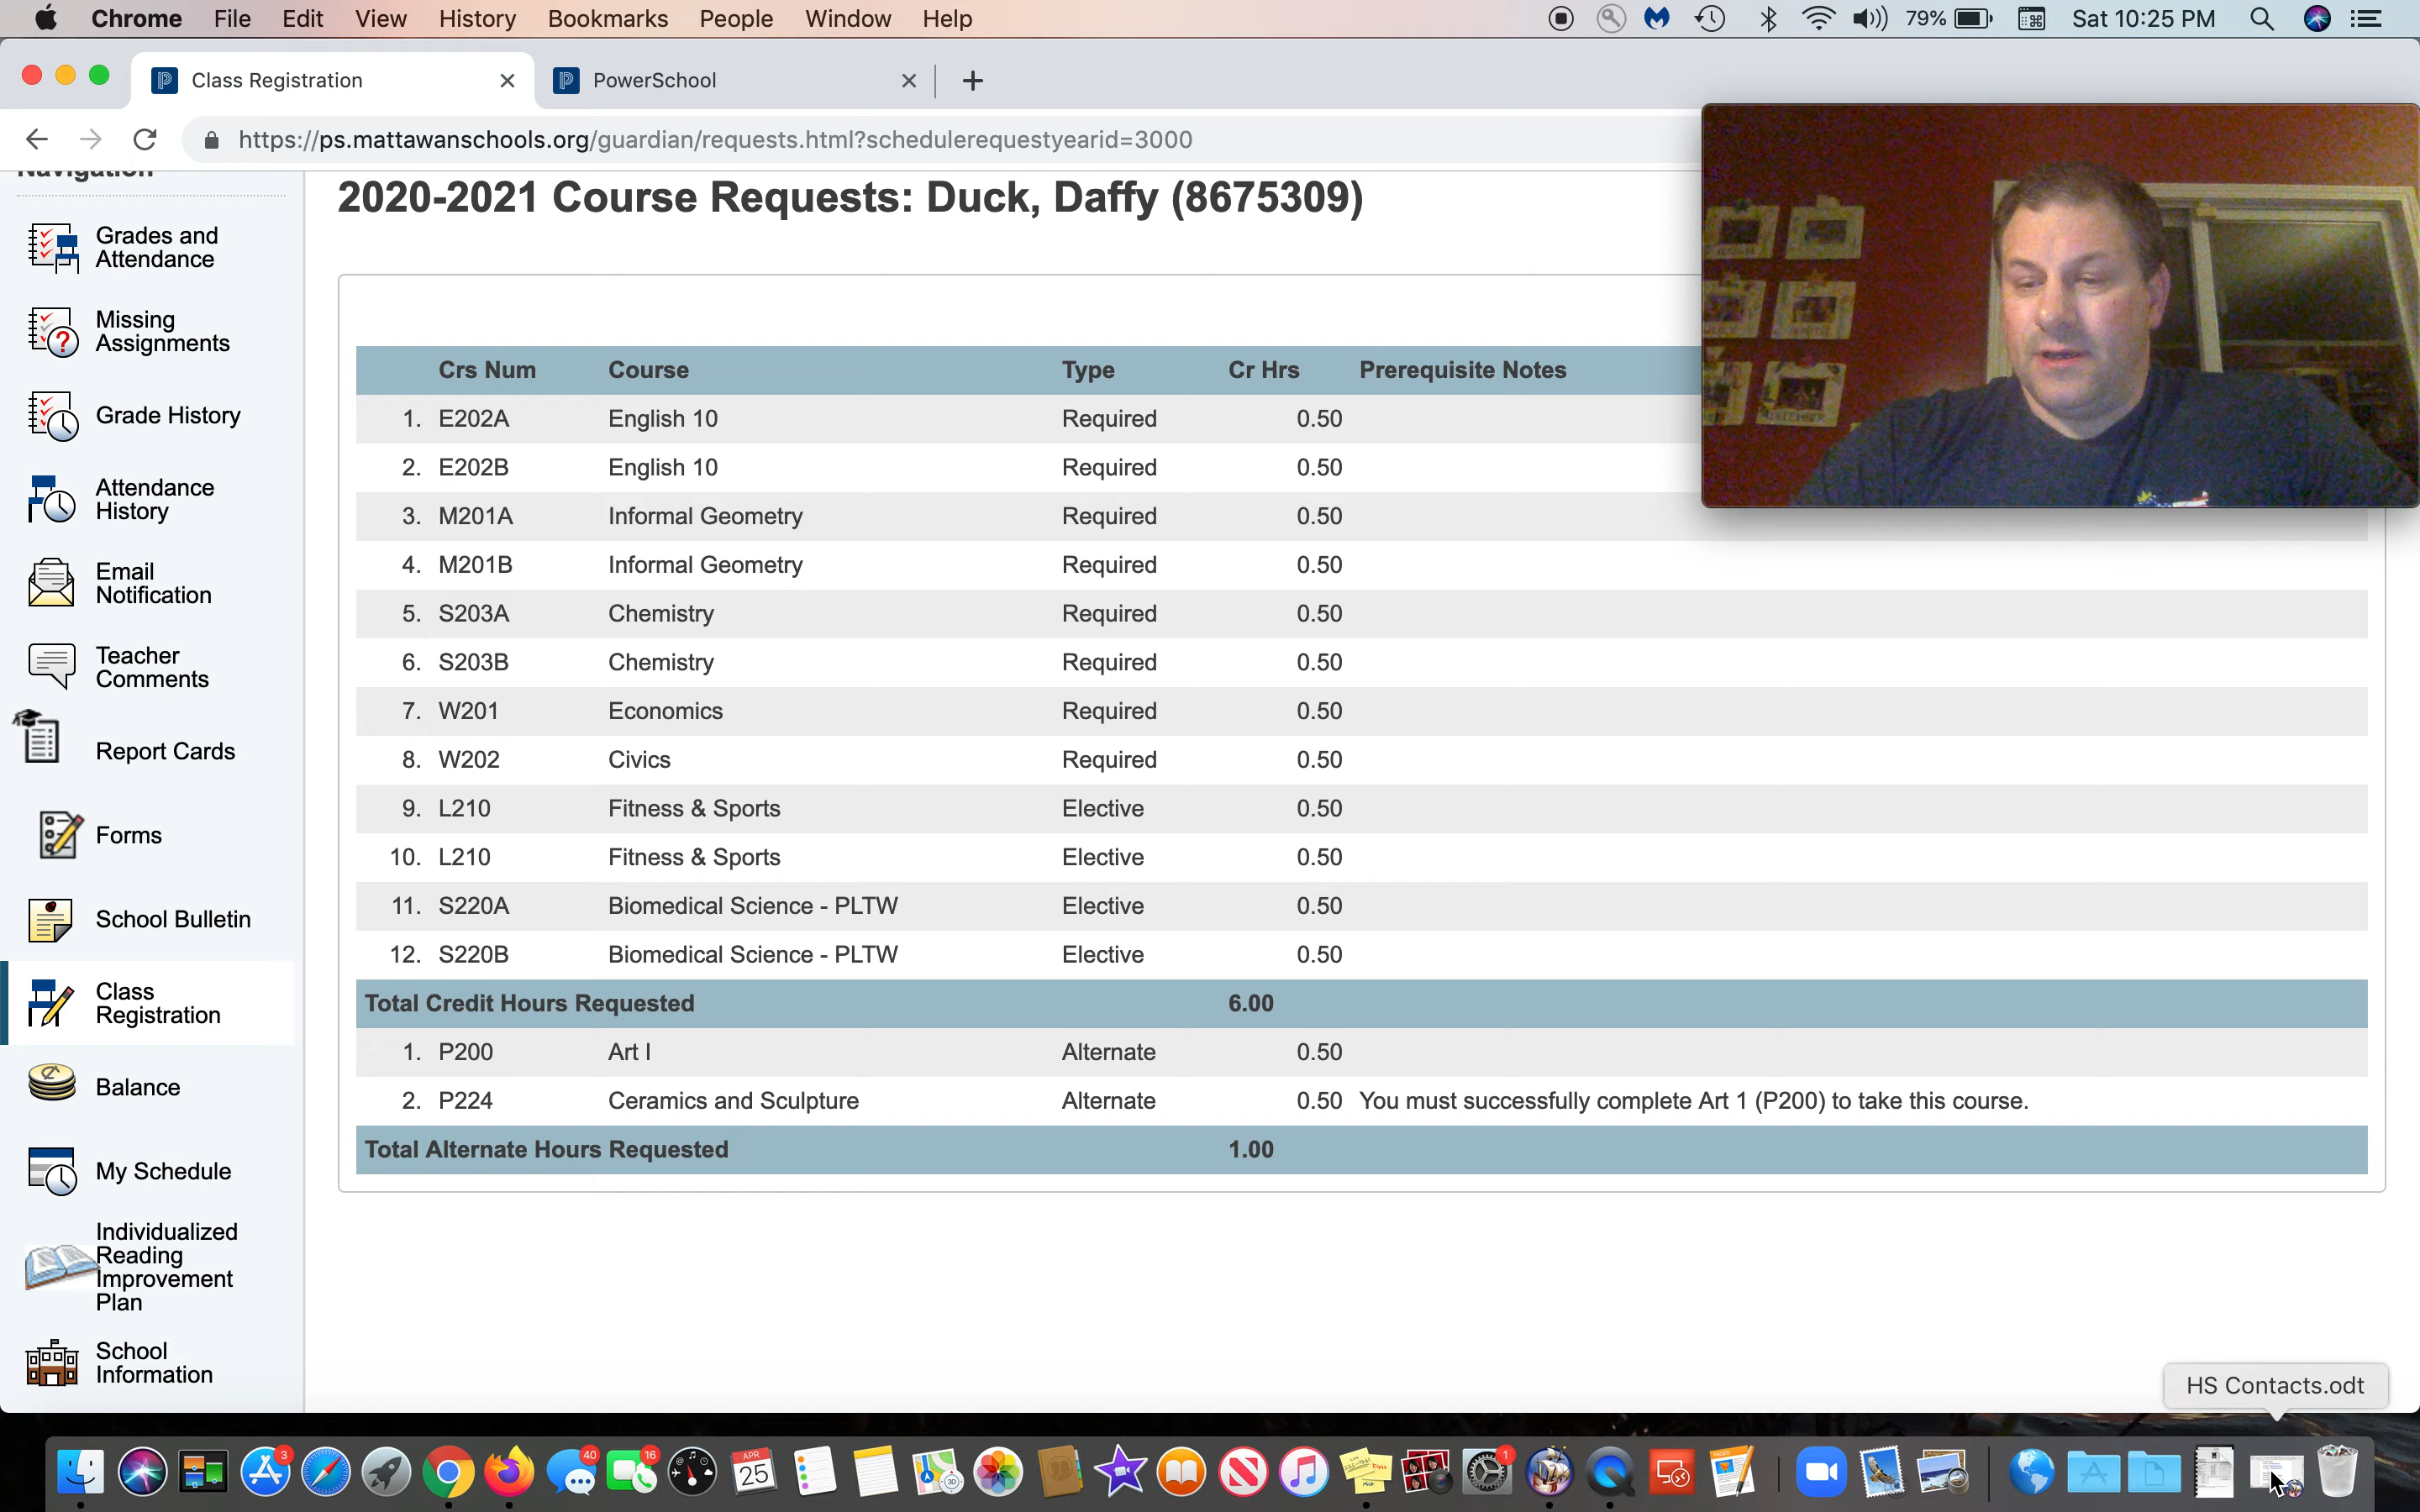 Chrome File Edit View History Bookmarks People Window Help 79% Sat 10:25 PM
Class Registration PowerSchool
https://ps.mattawanschools.org/guardian/requests.html?schedulerequestyearid=3000
Navigation
2020-2021 Course Requests: Duck, Daffy (8675309)
Grades and
Attendance
Missing
Assignments
Grade History
Attendance
History
Email
Notification
Teacher
Comments
Report Cards
Forms
School Bulletin
Class
Registration
Balance
My Schedule
Individualized
Reading
Improvement
Plan
School
Information
Crs Num Course Type Cr Hrs Prerequisite Notes
1. E202A English 10 Required 0.50
2. E202B English 10 Required 0.50
3. M201A Informal Geometry Required 0.50
4. M201B Informal Geometry Required 0.50
5. S203A Chemistry Required 0.50
6. S203B Chemistry Required 0.50
7. W201 Economics Required 0.50
8. W202 Civics Required 0.50
9. L210 Fitness & Sports Elective 0.50
10. L210 Fitness & Sports Elective 0.50
11. S220A Biomedical Science - PLTW Elective 0.50
12. S220B Biomedical Science - PLTW Elective 0.50
Total Credit Hours Requested 6.00
1. P200 Art I Alternate 0.50
2. P224 Ceramics and Sculpture Alternate 0.50 You must successfully complete Art 1 (P200) to take this course.
Total Alternate Hours Requested 1.00
HS Contacts.odt
3 40 16 APR 25 1